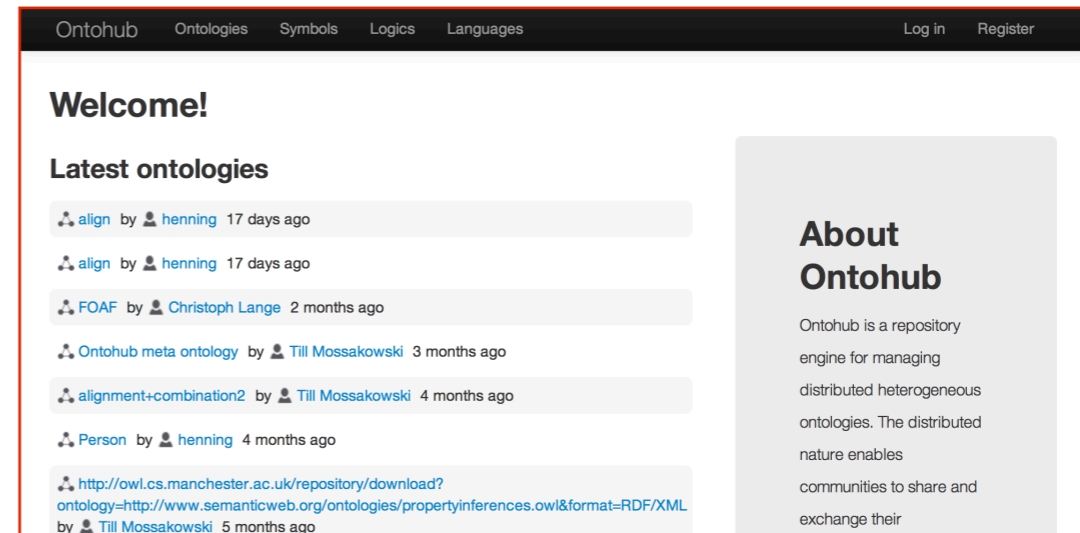 Ontohub Ontologies Symbols Logics Languages Log in Register
Welcome!
Latest ontologies
align by henning 17 days ago
align by henning 17 days ago
FOAF by Christoph Lange 2 months ago
Ontohub meta ontology by Till Mossakowski 3 months ago
alignment+combination2 by Till Mossakowski 4 months ago
Person by henning 4 months ago
http://owl.cs.manchester.ac.uk/repository/download?
ontology=http://www.semanticweb.org/ontologies/propertyinferences.owl&format=RDF/XML
by Till Mossakowski 5 months ago
About
Ontohub
Ontohub is a repository
engine for managing
distributed heterogeneous
ontologies. The distributed
nature enables
communities to share and
exchange their